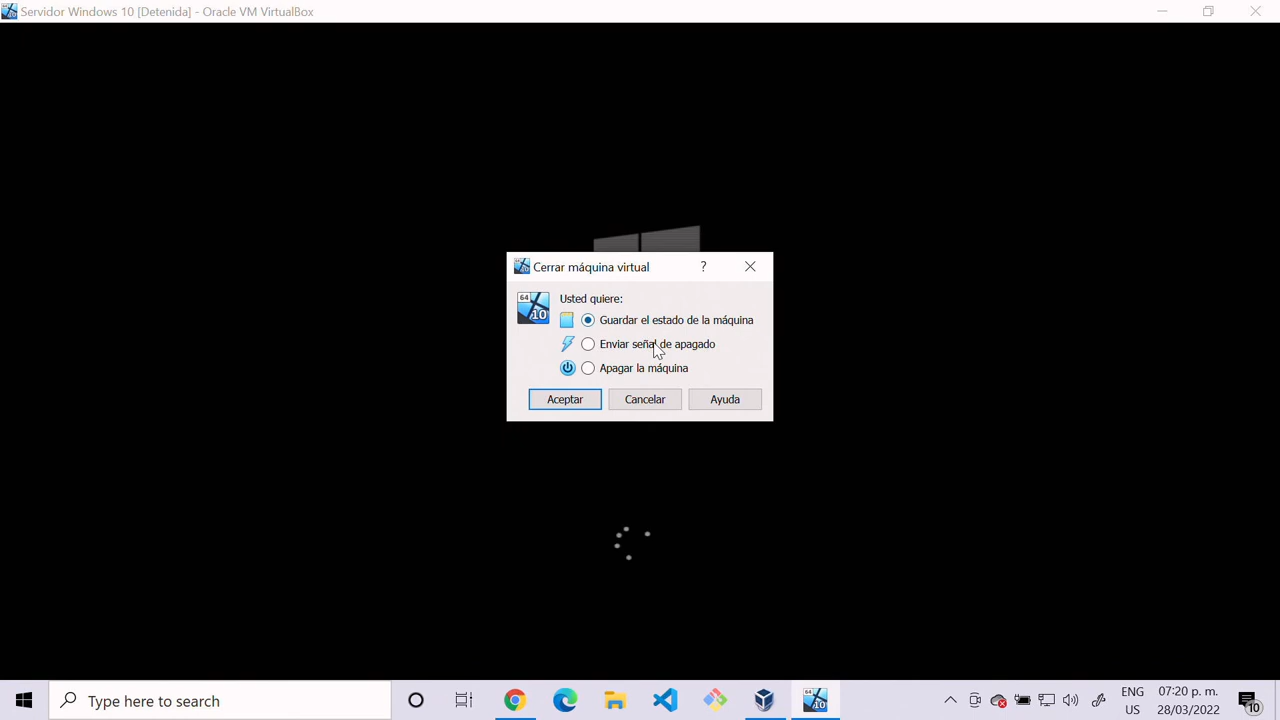 Servidor Windows 10 [Detenida] - Oracle VM VirtualBox
Cerrar máquina virtual
?
64
10
Usted quiere:
Guardar el estado de la máquina
Enviar señal de apagado
Apagar la máquina
Aceptar
Cancelar
Ayuda
Type here to search
ENG
US
07:20 p. m.
28/03/2022
10